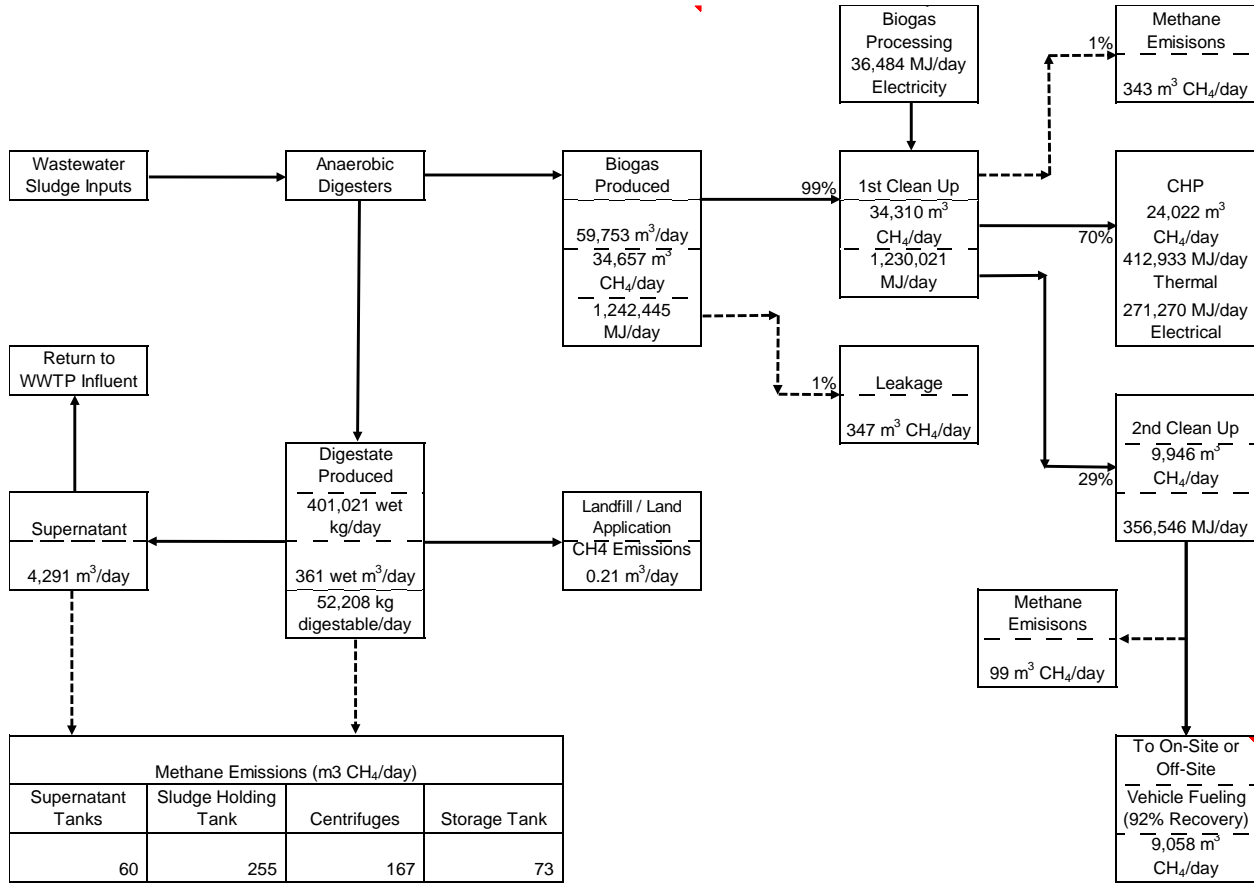 Biogas
Processing
36,484 MJ/day
Electricity
1%
Methane
Emisisons
343 m³ CH₄/day
Wastewater
Sludge Inputs
Anaerobic
Digesters
Biogas
Produced
59,753 m³/day
34,657 m³
CH₄/day
1,242,445
MJ/day
99%
1st Clean Up
34,310 m³
CH₄/day
1,230,021
MJ/day
70%
CHP
24,022 m³
CH₄/day
412,933 MJ/day
Thermal
271,270 MJ/day
Electrical
Return to
WWTP Influent
1%
Leakage
347 m³ CH₄/day
29%
2nd Clean Up
9,946 m³
CH₄/day
356,546 MJ/day
Supernatant
4,291 m³/day
Digestate
Produced
401,021 wet
kg/day
361 wet m³/day
52,208 kg
digestable/day
Landfill / Land
Application
CH4 Emissions
0.21 m³/day
Methane
Emisisons
99 m³ CH₄/day
Methane Emissions (m3 CH₄/day)
Supernatant
Tanks
Sludge Holding
Tank
Centrifuges
Storage Tank
60
255
167
73
To On-Site or
Off-Site
Vehicle Fueling
(92% Recovery)
9,058 m³
CH₄/day